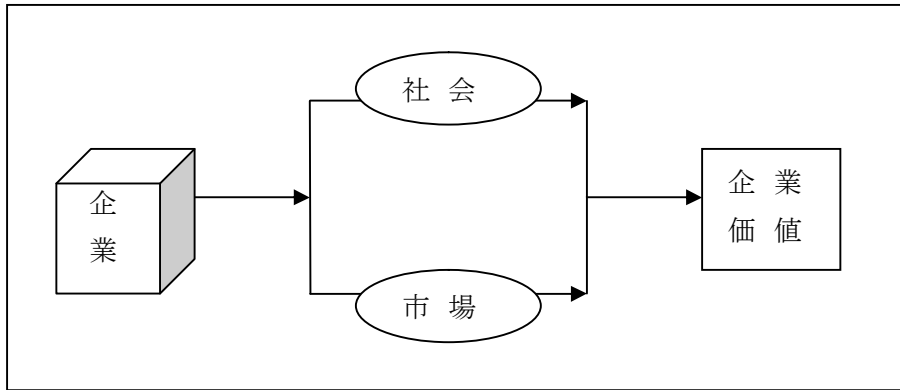 社 会
企
業
企 業
価 値
市 場